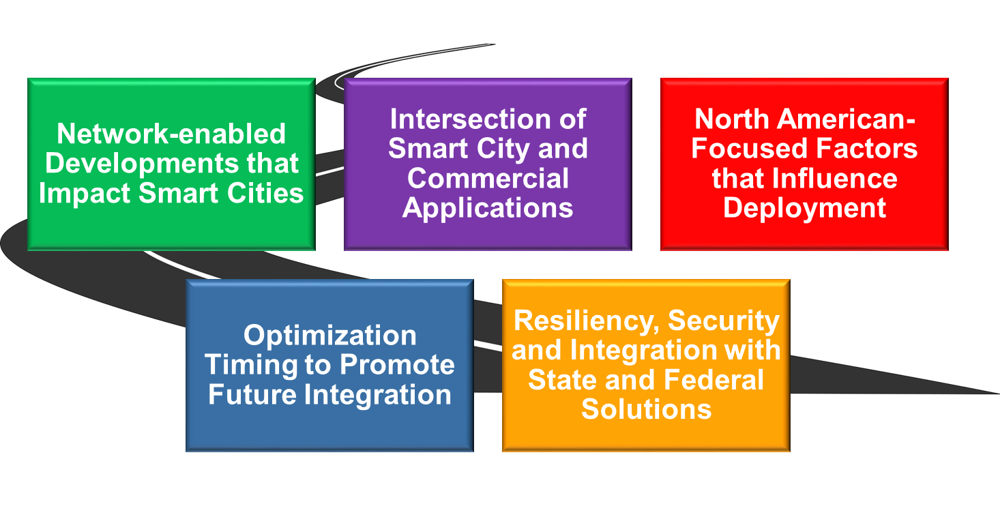 Network-enabled
Developments that
Impact Smart Cities
Intersection of
Smart City and
Commercial
Applications
North American-
Focused Factors
that Influence
Deployment
Optimization
Timing to Promote
Future Integration
Resiliency, Security
and Integration with
State and Federal
Solutions